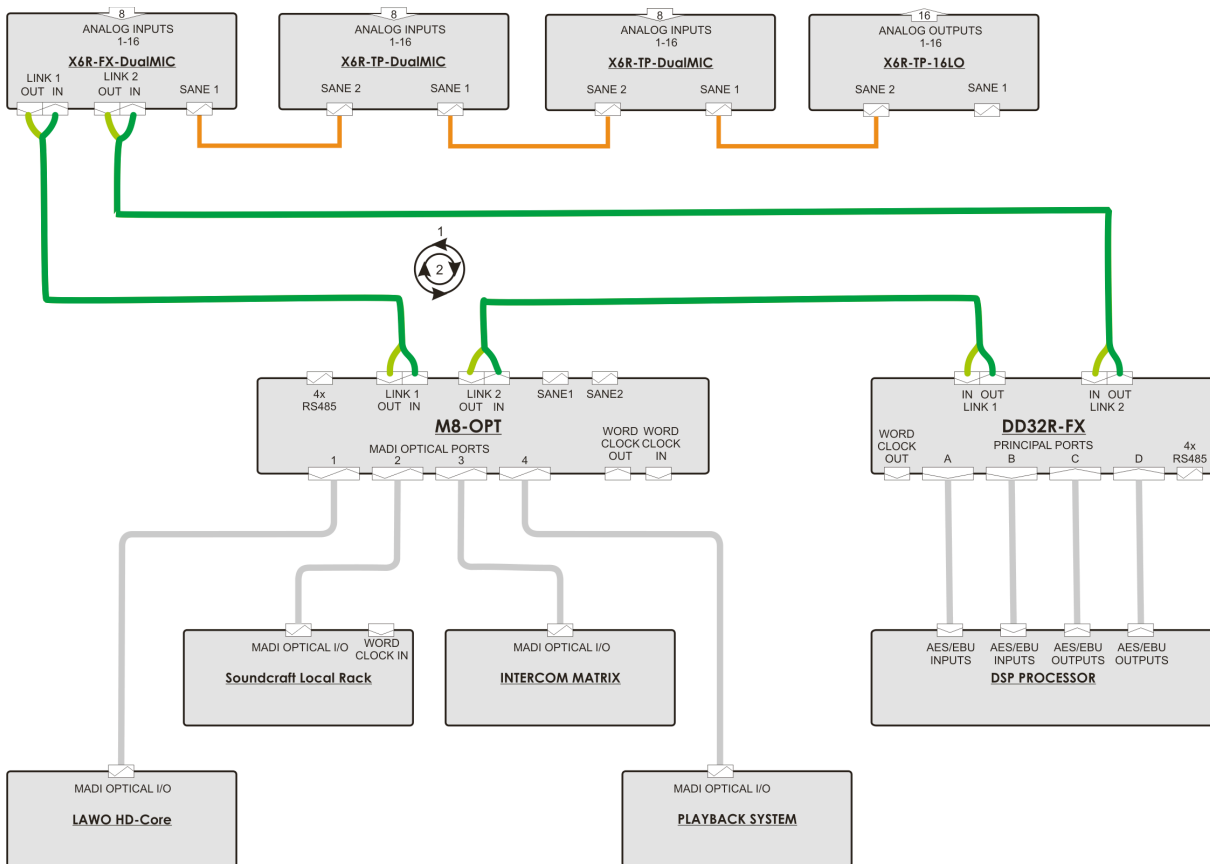 8
ANALOG INPUTS
1-16
X6R-FX-DualMIC
LINK 1
OUT IN
LINK 2
OUT IN
SANE 1
8
ANALOG INPUTS
1-16
X6R-TP-DualMIC
SANE 2
SANE 1
8
ANALOG INPUTS
1-16
X6R-TP-DualMIC
SANE 2
SANE 1
16
ANALOG OUTPUTS
1-16
X6R-TP-16LO
SANE 2
SANE 1
1
2
4x
RS485
LINK 1
OUT IN
LINK 2
OUT IN
SANE1
SANE2
M8-OPT
MADI OPTICAL PORTS
1
2
3
4
WORD
CLOCK
OUT
WORD
CLOCK
IN
IN OUT
LINK 1
IN OUT
LINK 2
DD32R-FX
PRINCIPAL PORTS
WORD
CLOCK
OUT
A
B
C
D
4x
RS485
MADI OPTICAL I/O
WORD
CLOCK IN
Soundcraft Local Rack
MADI OPTICAL I/O
INTERCOM MATRIX
AES/EBU
INPUTS
AES/EBU
INPUTS
AES/EBU
OUTPUTS
AES/EBU
OUTPUTS
DSP PROCESSOR
MADI OPTICAL I/O
LAWO HD-Core
MADI OPTICAL I/O
PLAYBACK SYSTEM